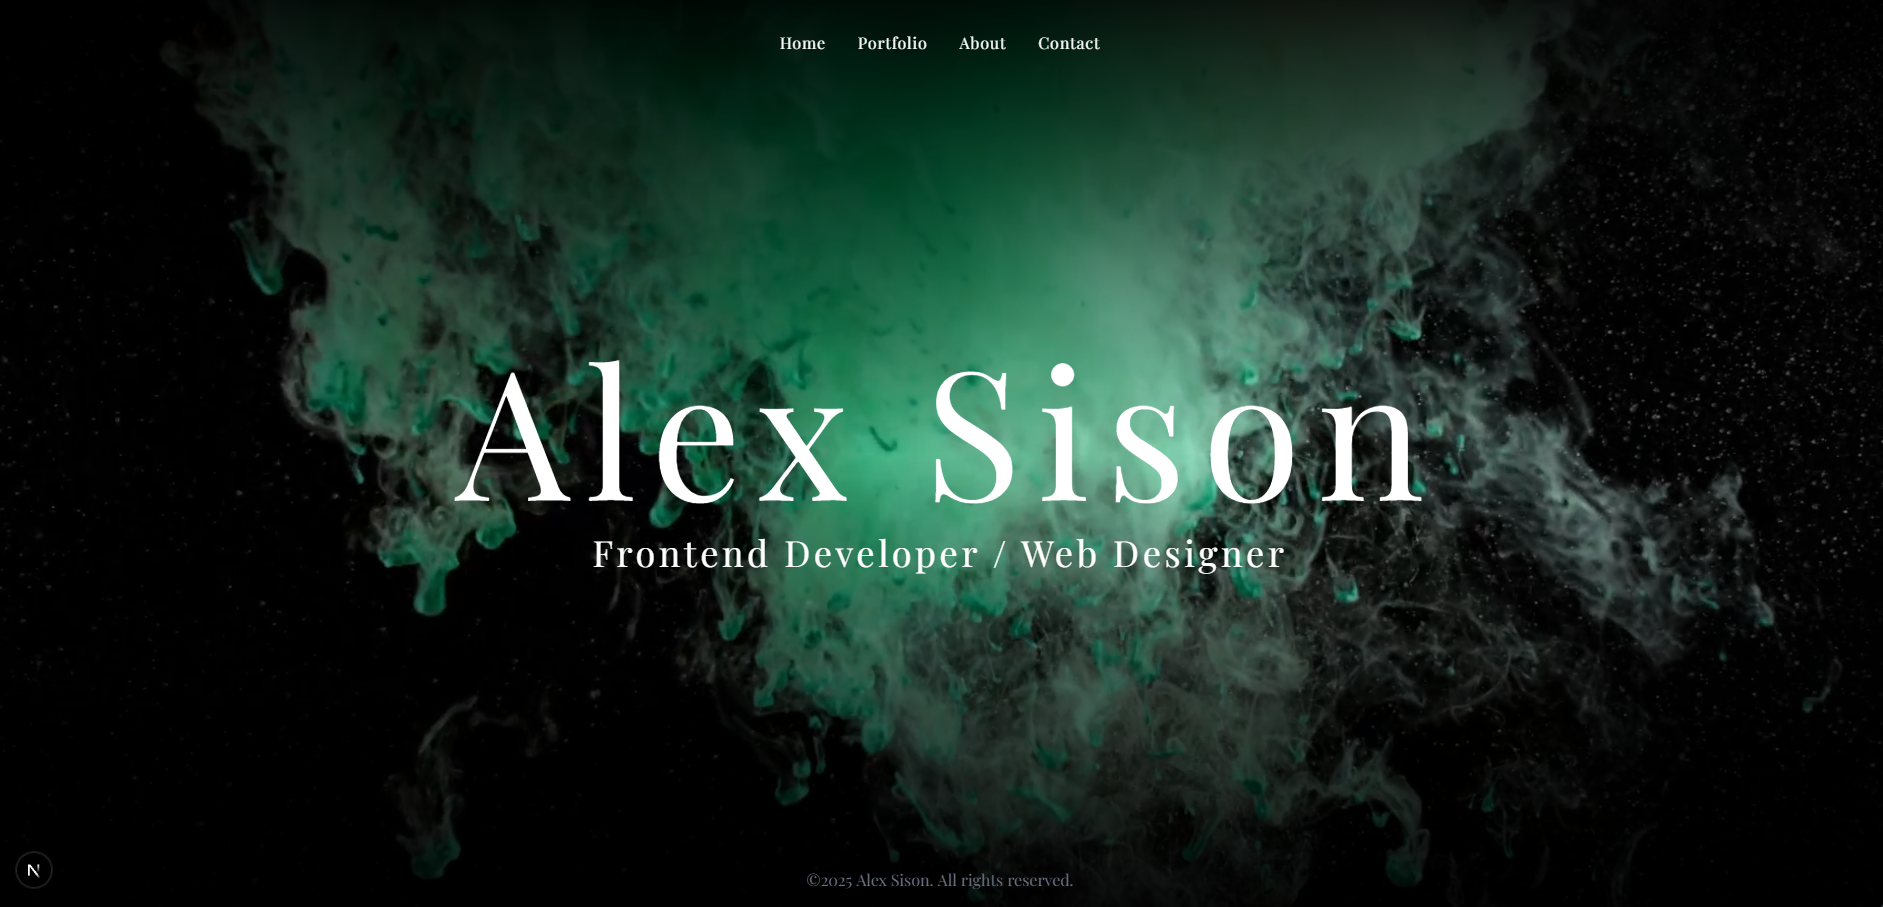 Home Portfolio About Contact
Alex Sison
Frontend Developer / Web Designer
N
©2025 Alex Sison. All rights reserved.